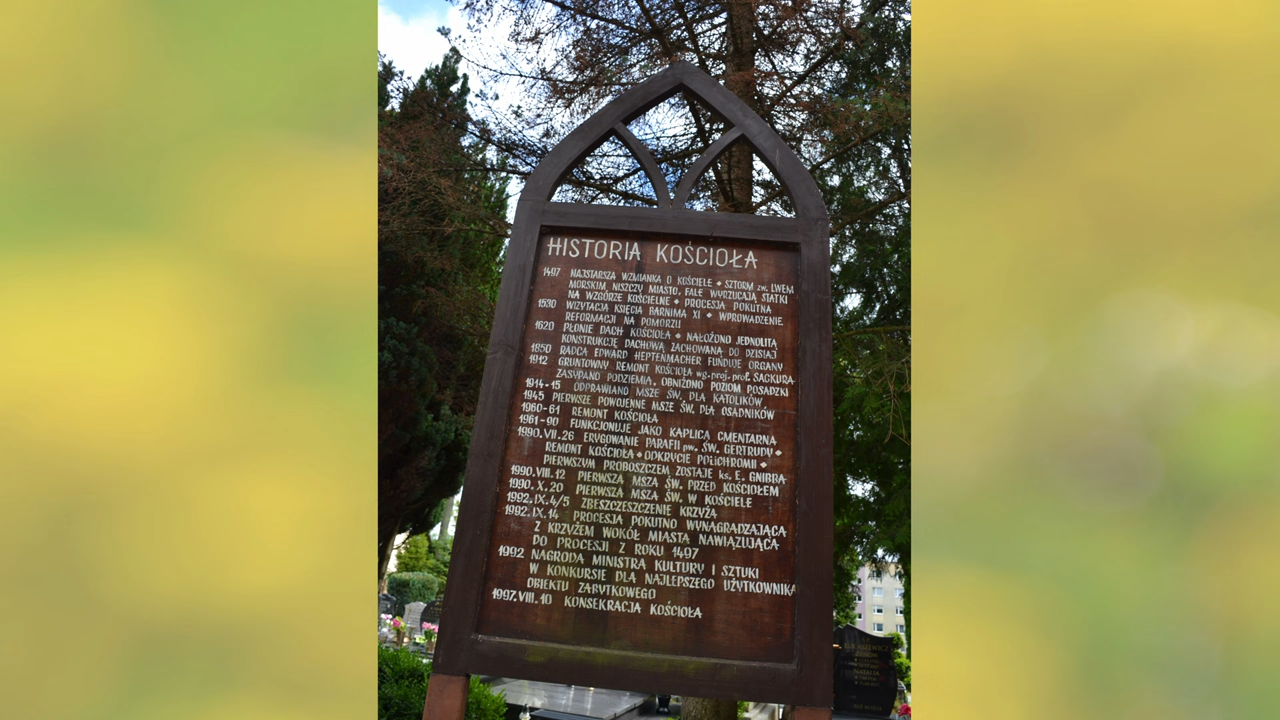 HISTORIA KOŚCIOŁA
1497 NAJSTARSZA WZMIANKA O KOŚCIELE • SZTORM zw. LWEM
MORSKIM, NISZCZY MIASTO, FALE WYRZUCAJĄ STATKI
NA WZGÓRZE KOŚCIELNE • PROCESJA POKUTNA
1530 WIZYTACJA KSIĘCIA BARNIMA XI • WPROWADZENIE
REFORMACJI NA POMORZU
1620 PŁONIE DACH KOŚCIOŁA • NAŁOŻONO JEDNOLITĄ
KONSTRUKCJĘ DACHOWĄ ZACHOWANĄ DO DZISIAJ
1850 RADCA EDWARD HEPTENMACHER FUNDUJE ORGANY
1912 GRUNTOWNY REMONT KOŚCIOŁA wg. proj. prof. SACKURA
ZASYPANO PODZIEMIA, OBNIŻONO POZIOM POSADZKI
1914-15 ODPRAWIANO MSZE ŚW. DLA KATOLIKÓW
1945 PIERWSZE POWOJENNE MSZE ŚW. DLA OSADNIKÓW
1960-61 REMONT KOŚCIOŁA
1961-90 FUNKCJONUJE JAKO KAPLICA CMENTARNA
1990.VII.26 ERYGOWANIE PARAFII pw. ŚW. GERTRUDY •
REMONT KOŚCIOŁA • ODKRYCIE POLICHROMII •
PIERWSZYM PROBOSZCZEM ZOSTAJE ks. E. GNIBBA
1990.VIII.12 PIERWSZA MSZA ŚW. PRZED KOŚCIOŁEM
1990.X.20 PIERWSZA MSZA ŚW. W KOŚCIELE
1992.IX.4/5 ZBESZCZESZCZENIE KRZYŻA
1992.IX.14 PROCESJA POKUTNO WYNAGRADZAJĄCA
Z KRZYŻEM WOKÓŁ MIASTA NAWIĄZUJĄCA
DO PROCESJI Z ROKU 1497
1992 NAGRODA MINISTRA KULTURY I SZTUKI
W KONKURSIE DLA NAJLEPSZEGO UŻYTKOWNIKA
OBIEKTU ZABYTKOWEGO
1997.VIII.10 KONSEKRACJA KOŚCIOŁA
NATALIA